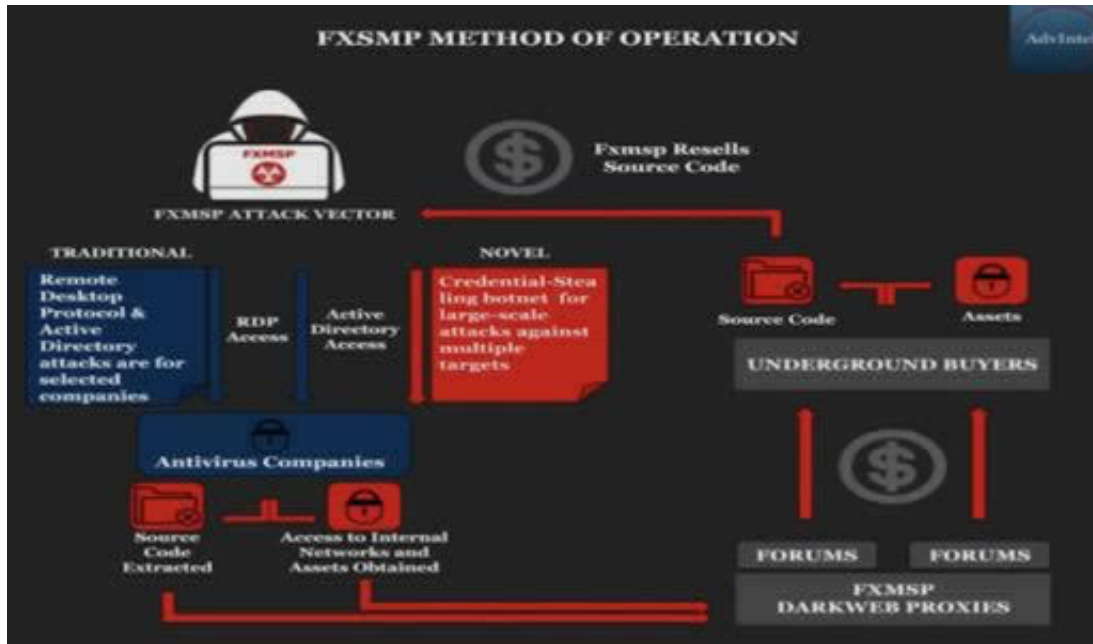 FXSMP METHOD OF OPERATION
AdvInte
FXMSP
Fxmsp Resells
Source Code
FXMSP ATTACK VECTOR
TRADITIONAL
NOVEL
Remote
Desktop
Protocol &
Active
Directory
attacks are for
selected
companies
RDP
Access
Active
Directory
Access
Credential-Stea
ling botnet for
large-scale
attacks against
multiple
targets
Source Code
Assets
UNDERGROUND BUYERS
Antivirus Companies
Source
Code
Extracted
Access to Internal
Networks and
Assets Obtained
FORUMS
FORUMS
FXMSP
DARKWEB PROXIES